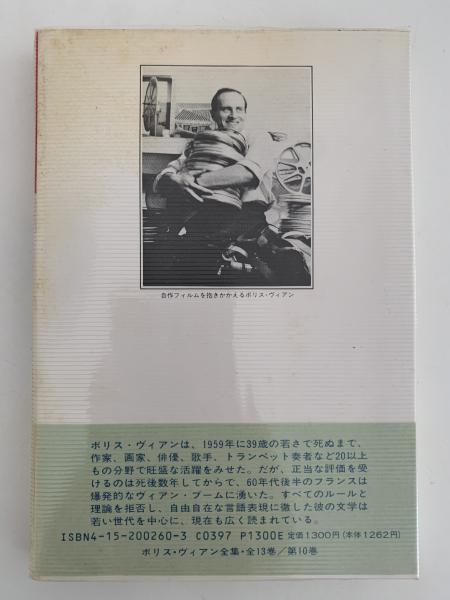 自作フィルムを抱きかかえるボリス・ヴィアン
ボリス・ヴィアンは、1959年に39歳の若さで死ぬまで、
作家、画家、俳優、歌手、トランペット奏者など20以上
もの分野で旺盛な活躍をみせた。だが、正当な評価を受
けるのは死後数年してからで、60年代後半のフランスは
爆発的なヴィアン・ブームに湧いた。すべてのルールと
理論を拒否し、自由自在な言語表現に徹した彼の文学は
若い世代を中心に、現在も広く読まれている。
ISBN4-15-200260-3 C0397 P1300E 定価1300円(本体1262円)
ボリス・ヴィアン全集・全13巻／第10巻